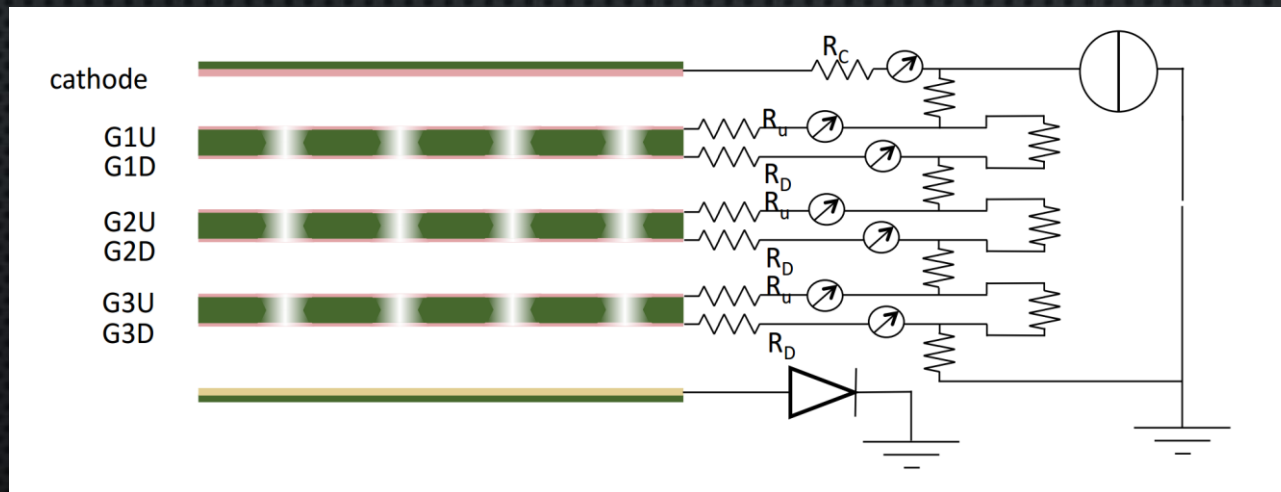 R_C
cathode
G1U
R_u
G1D
R_D
G2U
R_u
G2D
R_D
G3U
R_u
G3D
R_D